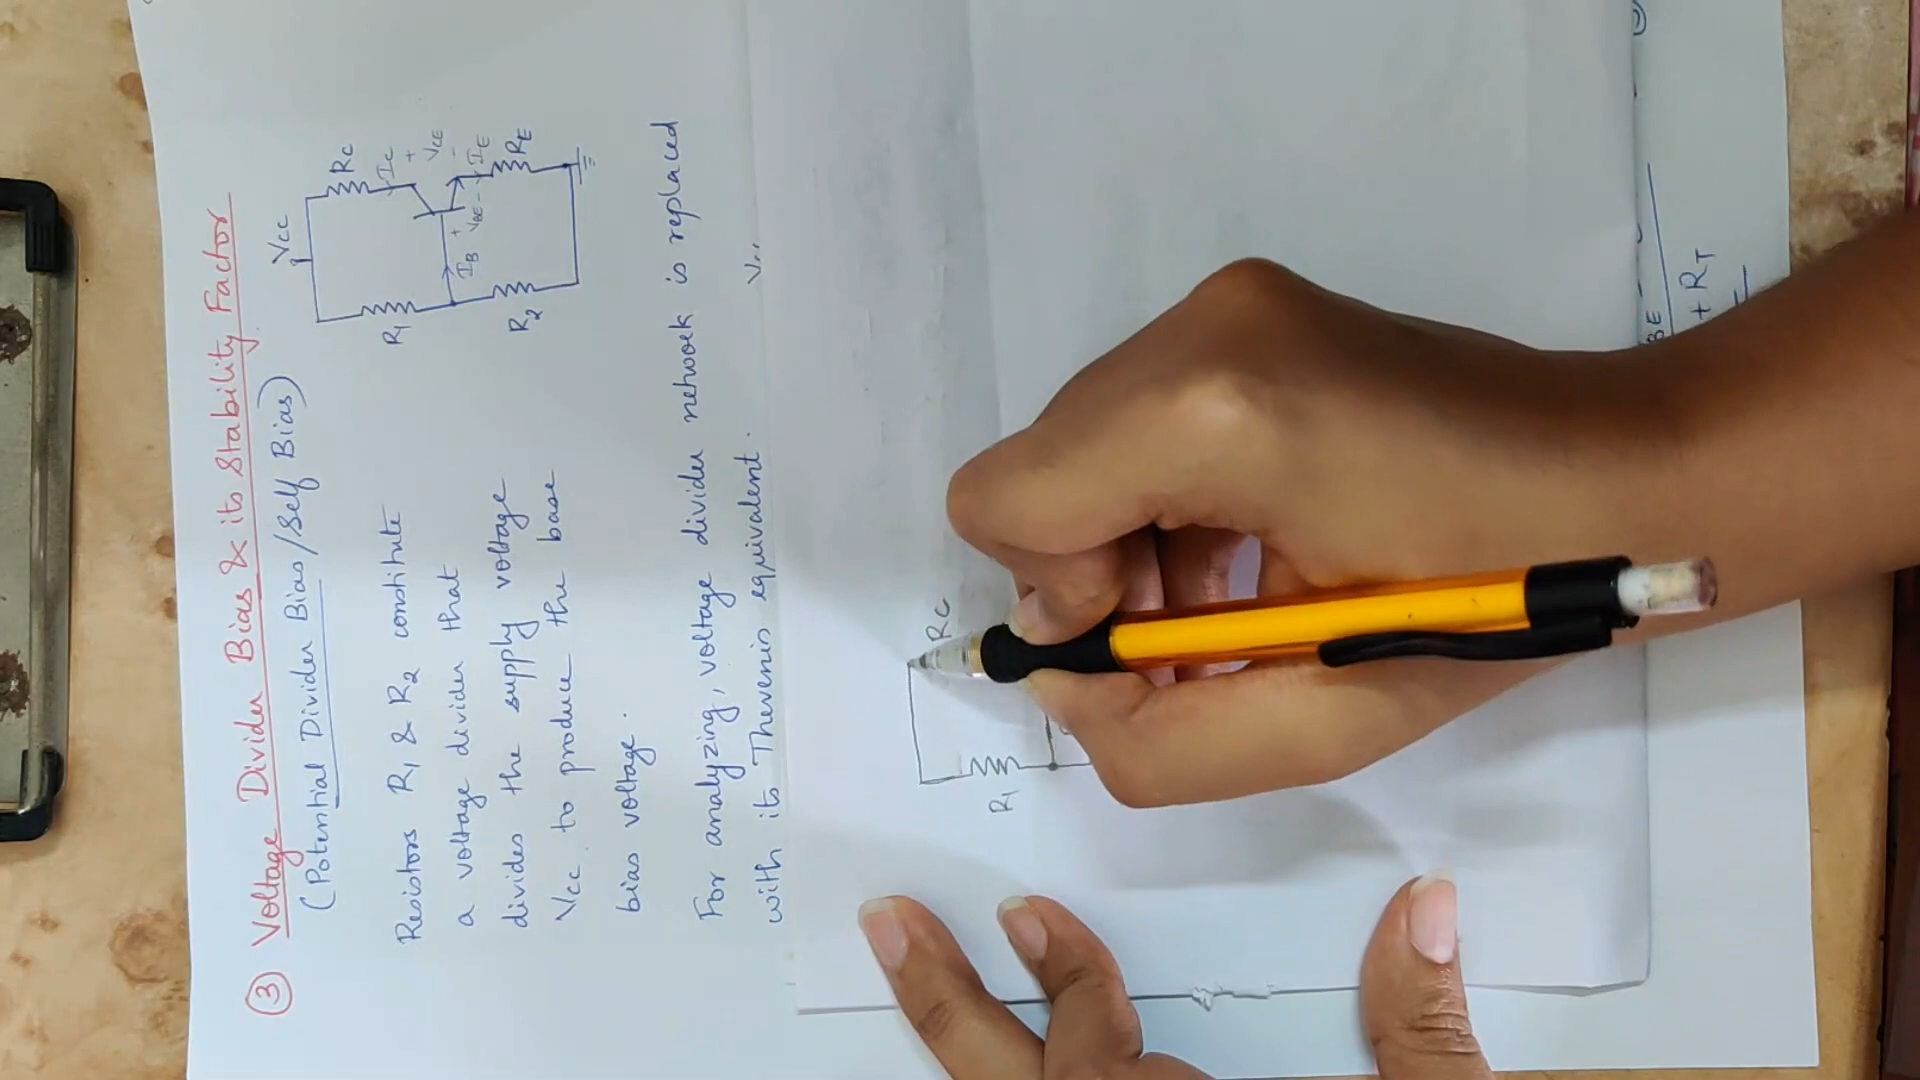 ③ Voltage Divider Bias & its Stability Factor
(Potential Divider Bias/Self Bias)
Resistors R1 & R2 constitute
a voltage divider that
divides the supply voltage
Vcc to produce the base
bias voltage.
Vcc
R1
Rc
Ic
+
VCE
-
IB
+
VBE -
IE
R2
RE
For analyzing, voltage divider network is replaced
with its Thevenis equivalent.
Rc
R1
BE
+ RT